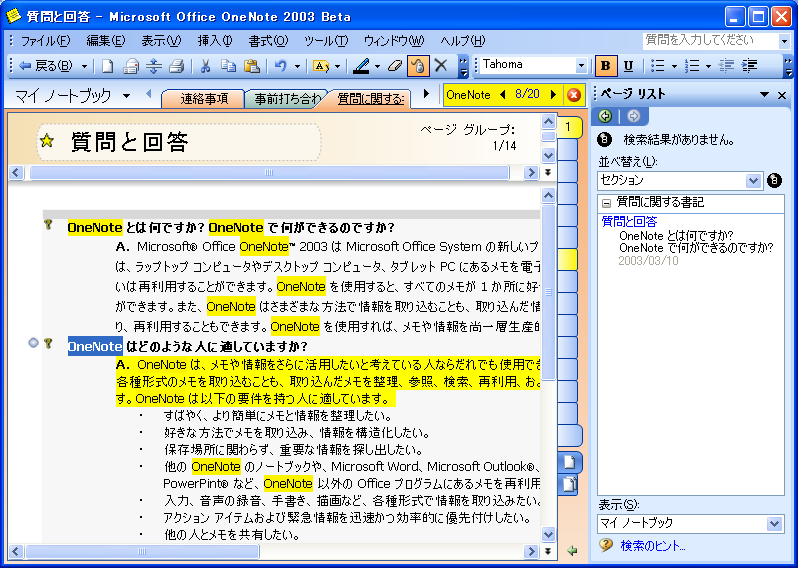 質問と回答 - Microsoft Office OneNote 2003 Beta
ファイル(F) 編集(E) 表示(V) 挿入(I) 書式(O) ツール(T) ウィンドウ(W) ヘルプ(H) 質問を入力してください
戻る(B) Tahoma B U
マイ ノートブック 連絡事項 事前打ち合わ 質問に関する OneNote 8/20
ページ リスト
質問と回答
ページ グループ:
1/14
1
検索結果がありません。
並べ替え(L):
セクション
質問に関する書記
質問と回答
OneNote とは何ですか?
OneNote で何ができるのですか?
2003/03/10
OneNote とは何ですか? OneNote で何ができるのですか?
A. Microsoft® Office OneNote™ 2003 は Microsoft Office System の新しいプ
は、ラップトップ コンピュータやデスクトップ コンピュータ、タブレット PC にあるメモを電子
いは再利用することができます。OneNote を使用すると、すべてのメモが 1 か所に好
ができます。また、OneNote はさまざまな方法で情報を取り込むことも、取り込んだ情
り、再利用することもできます。OneNote を使用すれば、メモや情報を尚一層生産的
OneNote はどのような人に適していますか?
A. OneNote は、メモや情報をさらに活用したいと考えている人ならだれでも使用でき
各種形式のメモを取り込むことも、取り込んだメモを整理、参照、検索、再利用、お
す。OneNote は以下の要件を持つ人に適しています。
・ すばやく、より簡単にメモと情報を整理したい。
・ 好きな方法でメモを取り込み、情報を構造化したい。
・ 保存場所に関わらず、重要な情報を探し出したい。
・ 他の OneNote のノートブックや、Microsoft Word、Microsoft Outlook®、
PowerPint® など、OneNote 以外の Office プログラムにあるメモを再利用
・ 入力、音声の録音、手書き、描画など、各種形式で情報を取り込みたい。
・ アクション アイテムおよび緊急情報を迅速かつ効率的に優先付けしたい。
・ 他の人とメモを共有したい。
表示(S):
マイ ノートブック
検索のヒント...